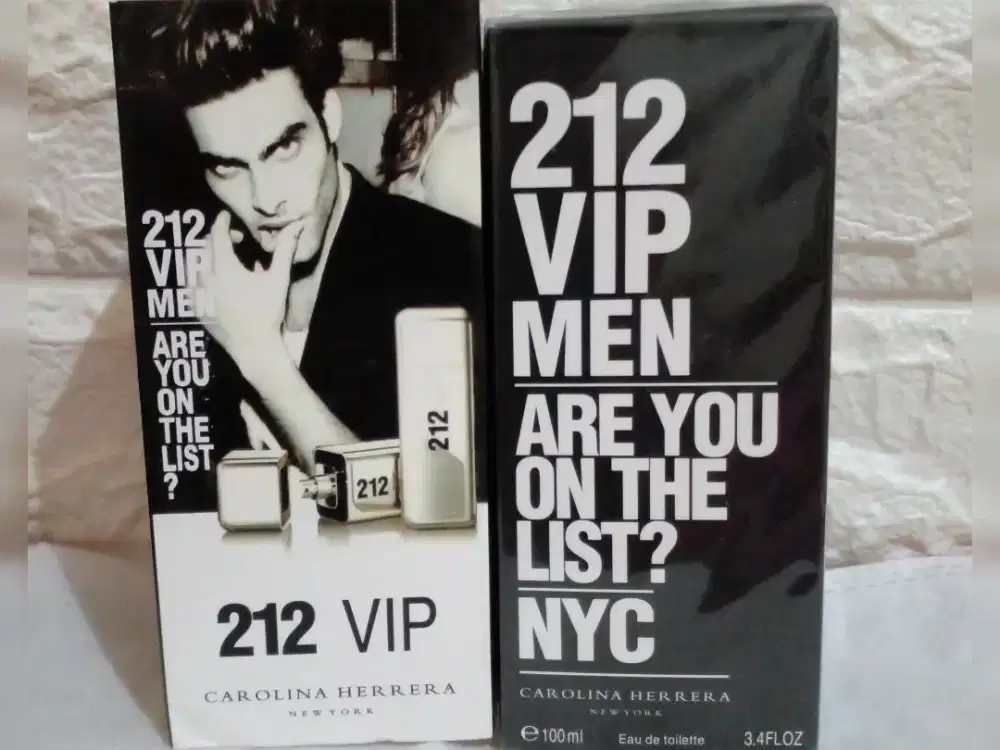 212
VIP
MEN
ARE
YOU
ON
THE
LIST
?
212
212
212 VIP
CAROLINA HERRERA
NEW YORK
212
VIP
MEN
ARE YOU
ON THE
LIST?
NYC
CAROLINA HERRERA
NEW YORK
℮100ml Eau de toilette 3.4FLOZ